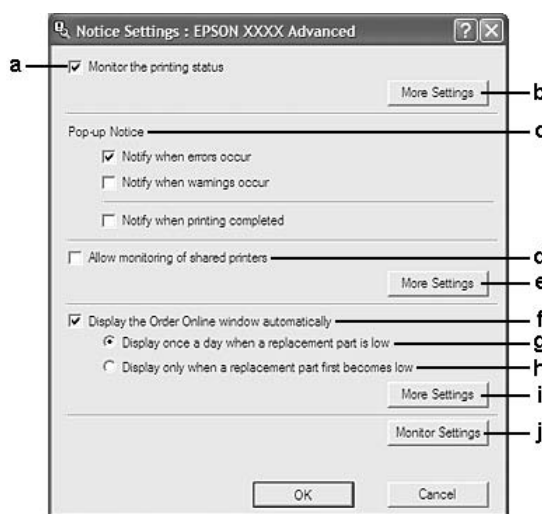 Notice Settings : EPSON XXXX Advanced
a
Monitor the printing status
More Settings
b
Pop-up Notice
c
Notify when errors occur
Notify when warnings occur
Notify when printing completed
Allow monitoring of shared printers
d
More Settings
e
Display the Order Online window automatically
f
Display once a day when a replacement part is low
g
Display only when a replacement part first becomes low
h
More Settings
i
Monitor Settings
j
OK
Cancel